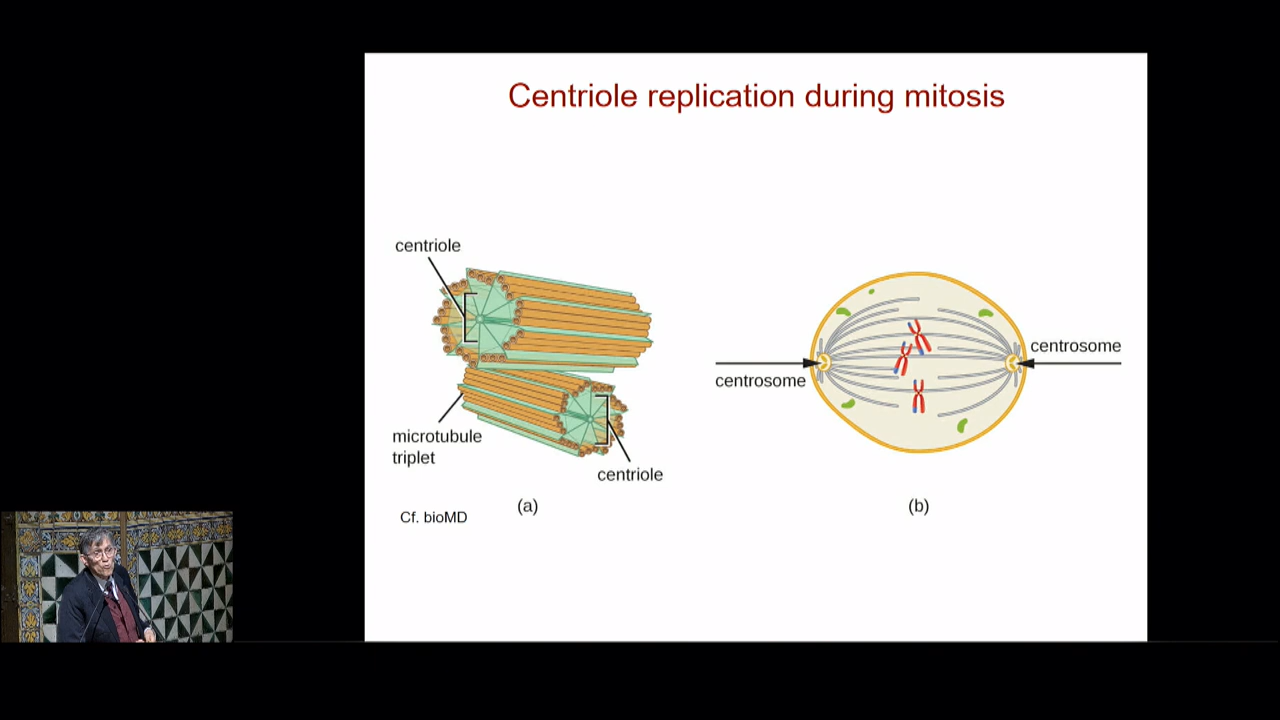 Centriole replication during mitosis
centriole
microtubule
triplet
centriole
Cf. bioMD
(a)
centrosome
centrosome
(b)